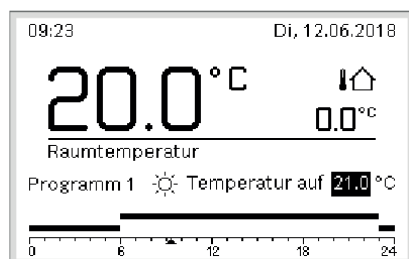 09:23 Di, 12.06.2018
20.0°C
0.0°C
Raumtemperatur
Programm 1 Temperatur auf 21.0 °C
0 6 12 18 24